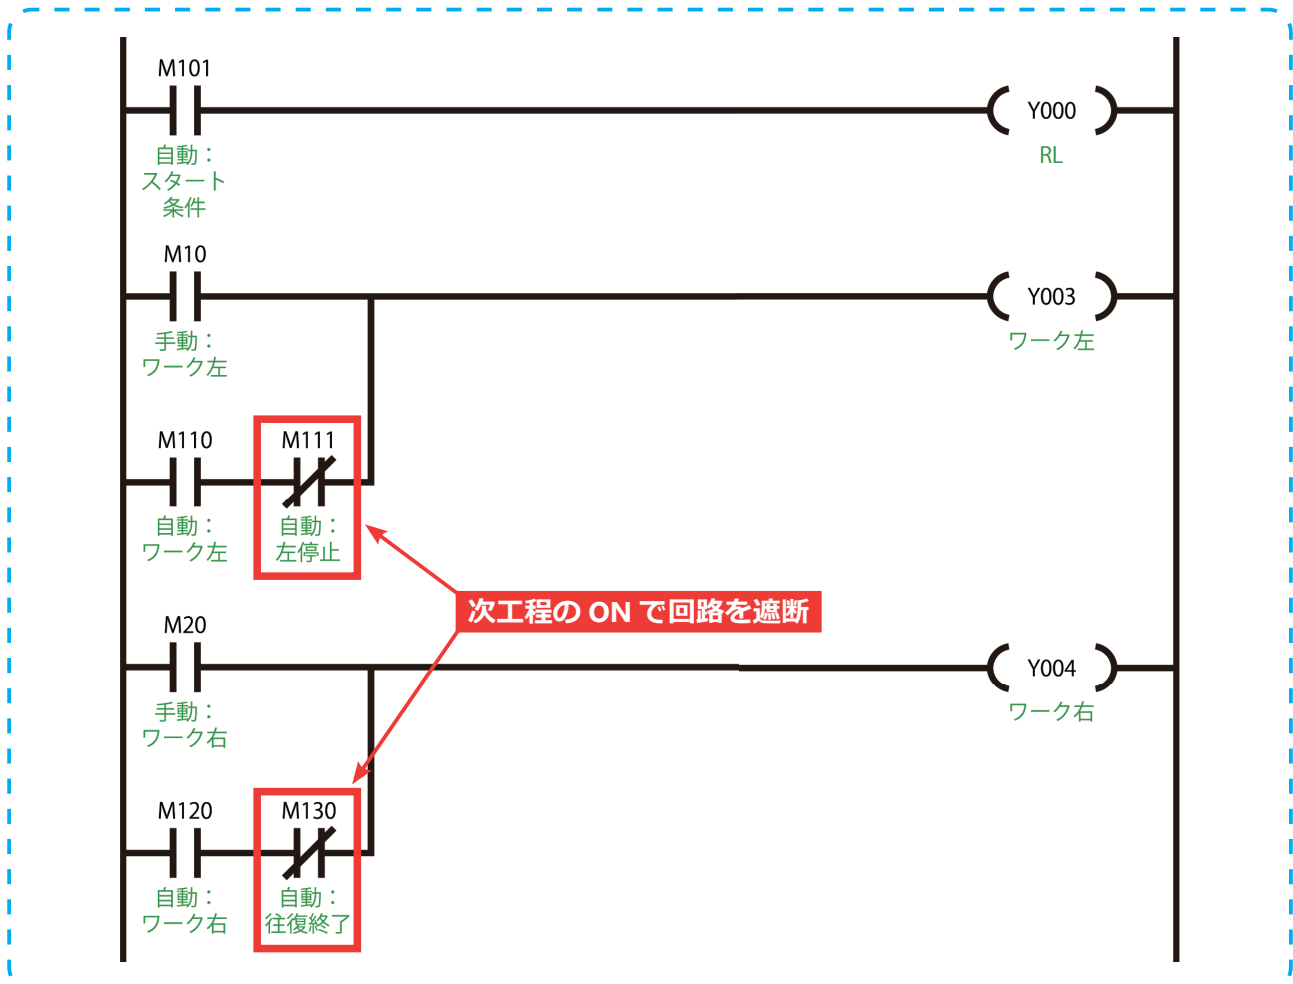 M101
Y000
自動：
スタート
条件
RL
M10
Y003
手動：
ワーク左
ワーク左
M110
M111
自動：
ワーク左
自動：
左停止
次工程の ON で回路を遮断
M20
Y004
手動：
ワーク右
ワーク右
M120
M130
自動：
ワーク右
自動：
往復終了